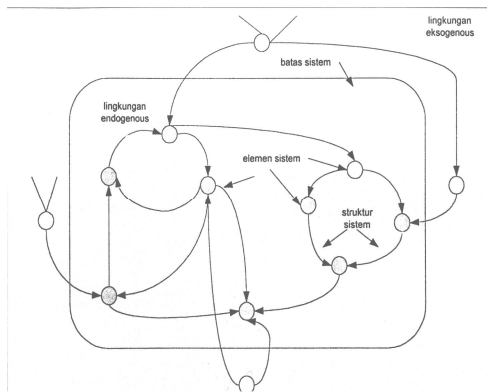 lingkungan
eksogenous
batas sistem
lingkungan
endogenous
elemen sistem
struktur
sistem